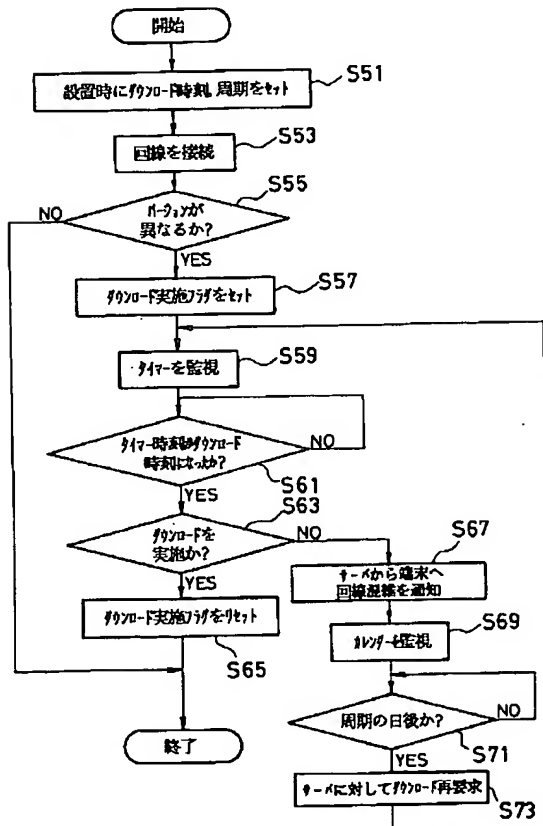 開始
S51
設置時にダウンロード時刻、周期をセット
S53
回線を接続
S55
バージョンが
異なるか?
NO
YES
S57
ダウンロード実施フラグをセット
S59
タイマーを監視
タイマー時刻がダウンロード
時刻になったか?
NO
S61
YES
S63
ダウンロードを
実施か?
NO
YES
S67
サーバから端末へ
回線混雑を通知
ダウンロード実施フラグをリセット
S65
S69
カレンダーを監視
周期の日後か?
NO
S71
YES
終了
サーバに対してダウンロード再要求
S73